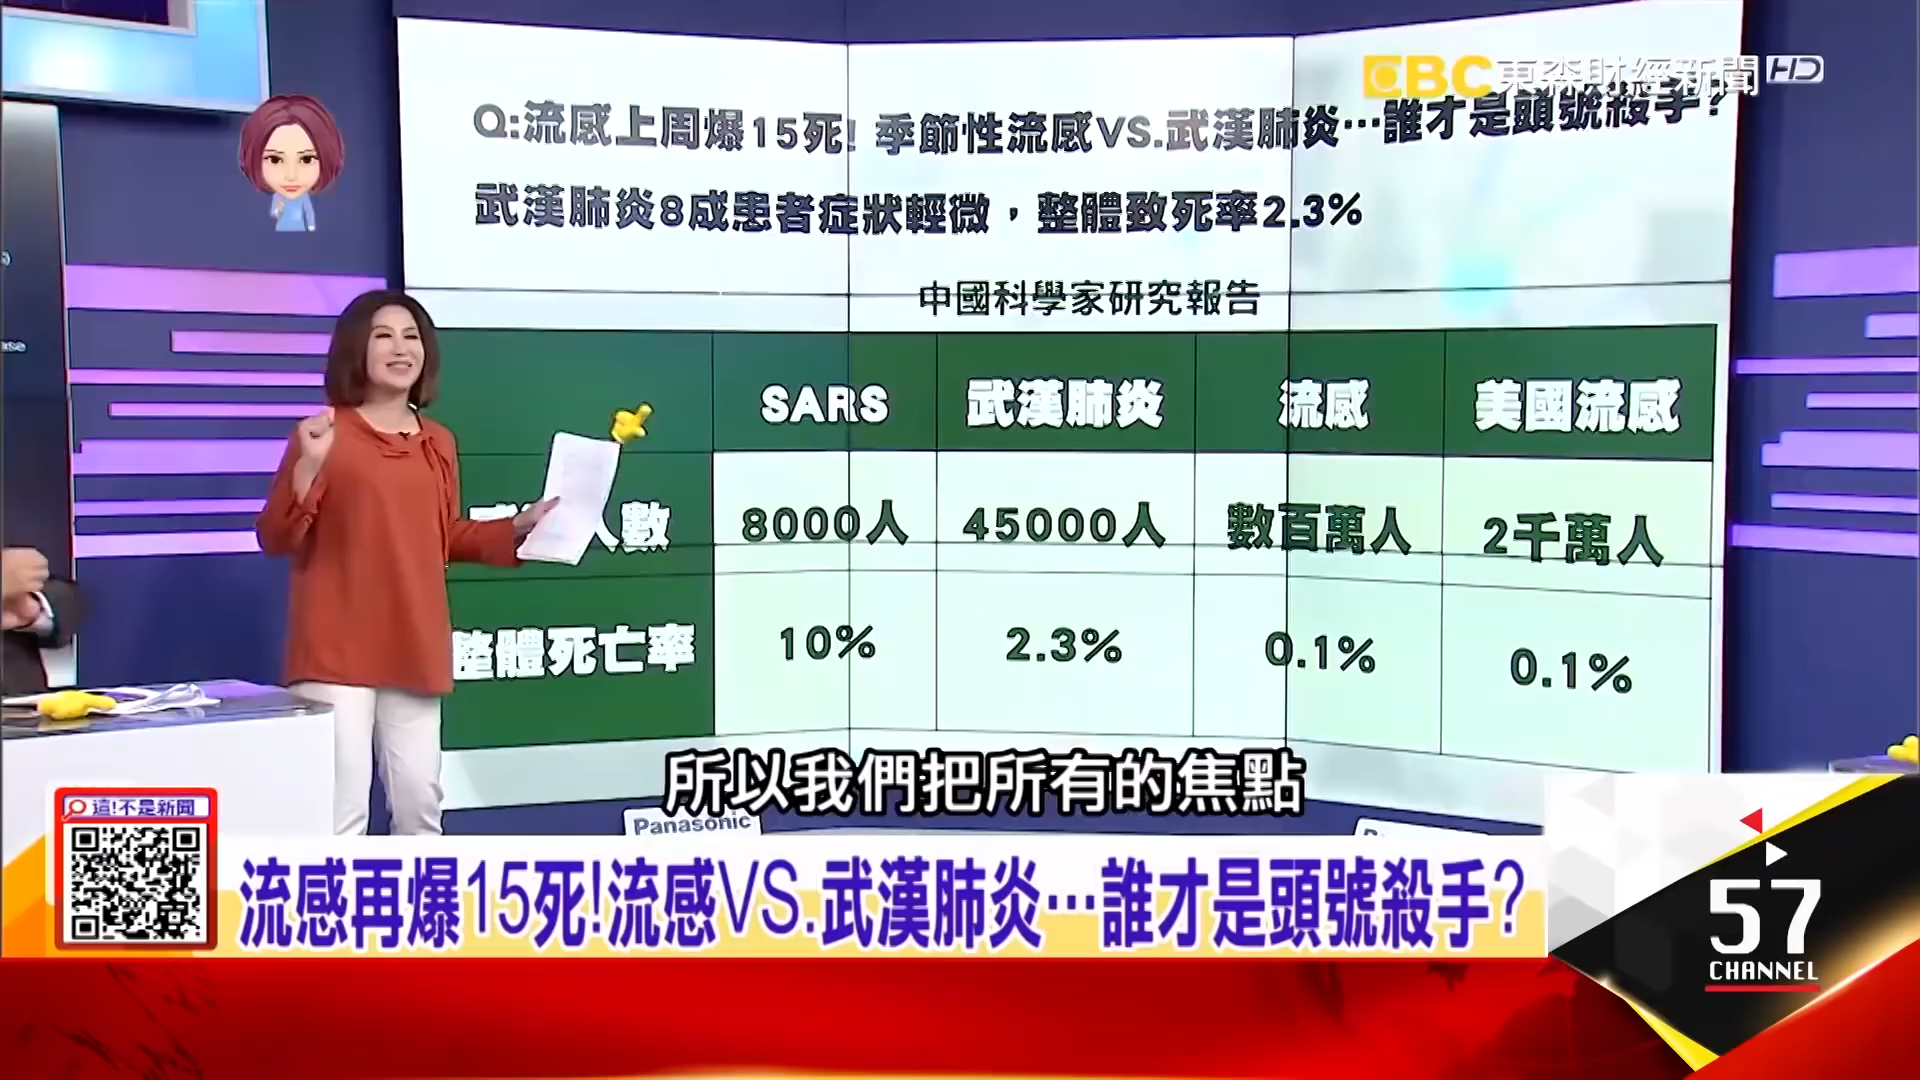 EBC 東森財經新聞 HD
Q:流感上周爆15死! 季節性流感VS.武漢肺炎…誰才是頭號殺手?
武漢肺炎8成患者症狀輕微，整體致死率2.3%
中國科學家研究報告
SARS 武漢肺炎 流感 美國流感
人數 8000人 45000人 數百萬人 2千萬人
整體死亡率 10% 2.3% 0.1% 0.1%
所以我們把所有的焦點
Panasonic
這!不是新聞
流感再爆15死!流感VS.武漢肺炎…誰才是頭號殺手?
57
CHANNEL